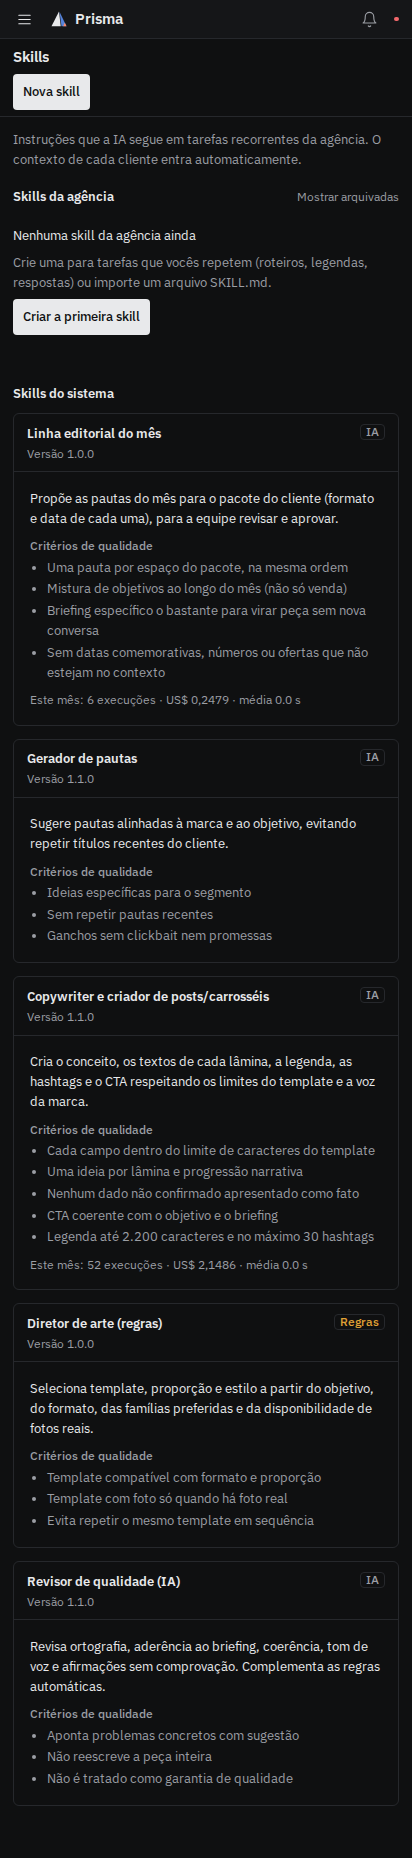 Prisma
Skills
Nova skill
Instruções que a IA segue em tarefas recorrentes da agência. O
contexto de cada cliente entra automaticamente.
Skills da agência
Mostrar arquivadas
Nenhuma skill da agência ainda
Crie uma para tarefas que vocês repetem (roteiros, legendas,
respostas) ou importe um arquivo SKILL.md.
Criar a primeira skill
Skills do sistema
Linha editorial do mês
IA
Versão 1.0.0
Propõe as pautas do mês para o pacote do cliente (formato
e data de cada uma), para a equipe revisar e aprovar.
Critérios de qualidade
• Uma pauta por espaço do pacote, na mesma ordem
• Mistura de objetivos ao longo do mês (não só venda)
• Briefing específico o bastante para virar peça sem nova
conversa
• Sem datas comemorativas, números ou ofertas que não
estejam no contexto
Este mês: 6 execuções · US$ 0,2479 · média 0.0 s
Gerador de pautas
IA
Versão 1.1.0
Sugere pautas alinhadas à marca e ao objetivo, evitando
repetir títulos recentes do cliente.
Critérios de qualidade
• Ideias específicas para o segmento
• Sem repetir pautas recentes
• Ganchos sem clickbait nem promessas
Copywriter e criador de posts/carrosséis
IA
Versão 1.1.0
Cria o conceito, os textos de cada lâmina, a legenda, as
hashtags e o CTA respeitando os limites do template e a voz
da marca.
Critérios de qualidade
• Cada campo dentro do limite de caracteres do template
• Uma ideia por lâmina e progressão narrativa
• Nenhum dado não confirmado apresentado como fato
• CTA coerente com o objetivo e o briefing
• Legenda até 2.200 caracteres e no máximo 30 hashtags
Este mês: 52 execuções · US$ 2,1486 · média 0.0 s
Diretor de arte (regras)
Regras
Versão 1.0.0
Seleciona template, proporção e estilo a partir do objetivo,
do formato, das famílias preferidas e da disponibilidade de
fotos reais.
Critérios de qualidade
• Template compatível com formato e proporção
• Template com foto só quando há foto real
• Evita repetir o mesmo template em sequência
Revisor de qualidade (IA)
IA
Versão 1.1.0
Revisa ortografia, aderência ao briefing, coerência, tom de
voz e afirmações sem comprovação. Complementa as regras
automáticas.
Critérios de qualidade
• Aponta problemas concretos com sugestão
• Não reescreve a peça inteira
• Não é tratado como garantia de qualidade